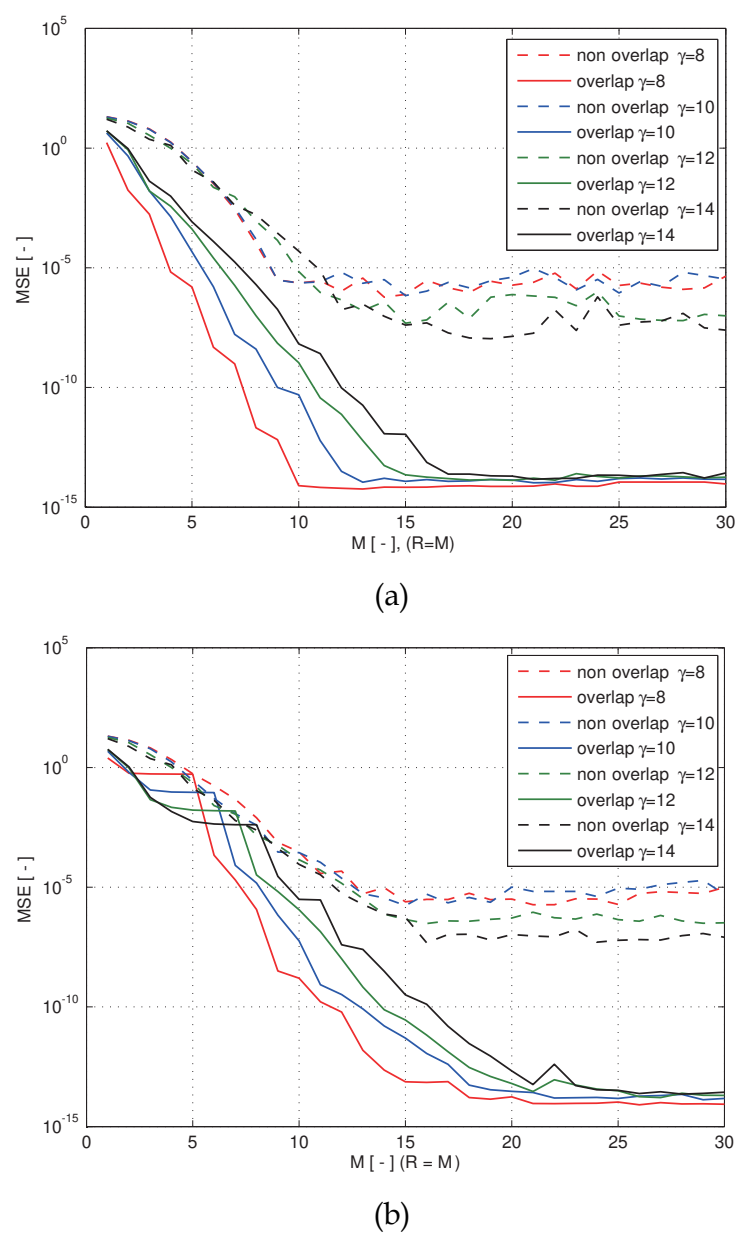 10^5
10^0
10^-5
10^-10
10^-15
MSE [ - ]
non overlap γ=8
overlap γ=8
non overlap γ=10
overlap γ=10
non overlap γ=12
overlap γ=12
non overlap γ=14
overlap γ=14
0 5 10 15 20 25 30
M [ - ], (R=M)
(a)
10^5
10^0
10^-5
10^-10
10^-15
MSE [ - ]
non overlap γ=8
overlap γ=8
non overlap γ=10
overlap γ=10
non overlap γ=12
overlap γ=12
non overlap γ=14
overlap γ=14
0 5 10 15 20 25 30
M [ - ] (R = M )
(b)